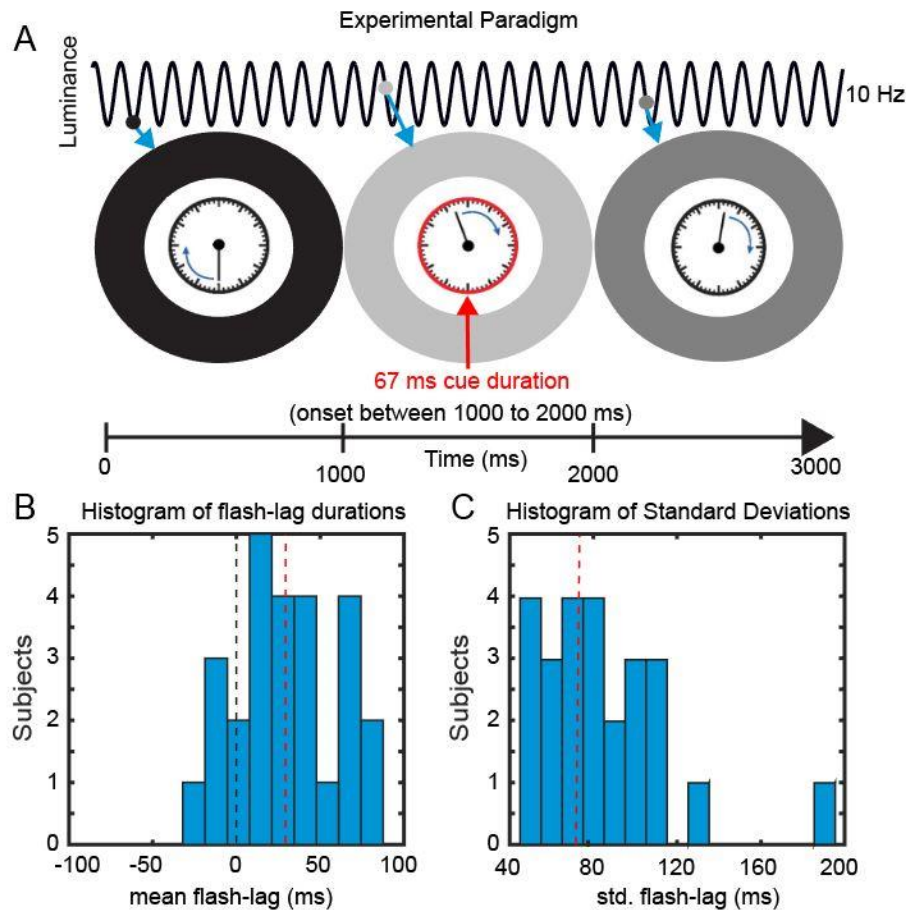 A
Experimental Paradigm
Luminance
10 Hz
67 ms cue duration
(onset between 1000 to 2000 ms)
Time (ms)
0
1000
2000
3000
B
Histogram of flash-lag durations
Subjects
5
4
3
2
1
0
-100
-50
0
50
100
mean flash-lag (ms)
C
Histogram of Standard Deviations
Subjects
5
4
3
2
1
0
40
80
120
160
200
std. flash-lag (ms)